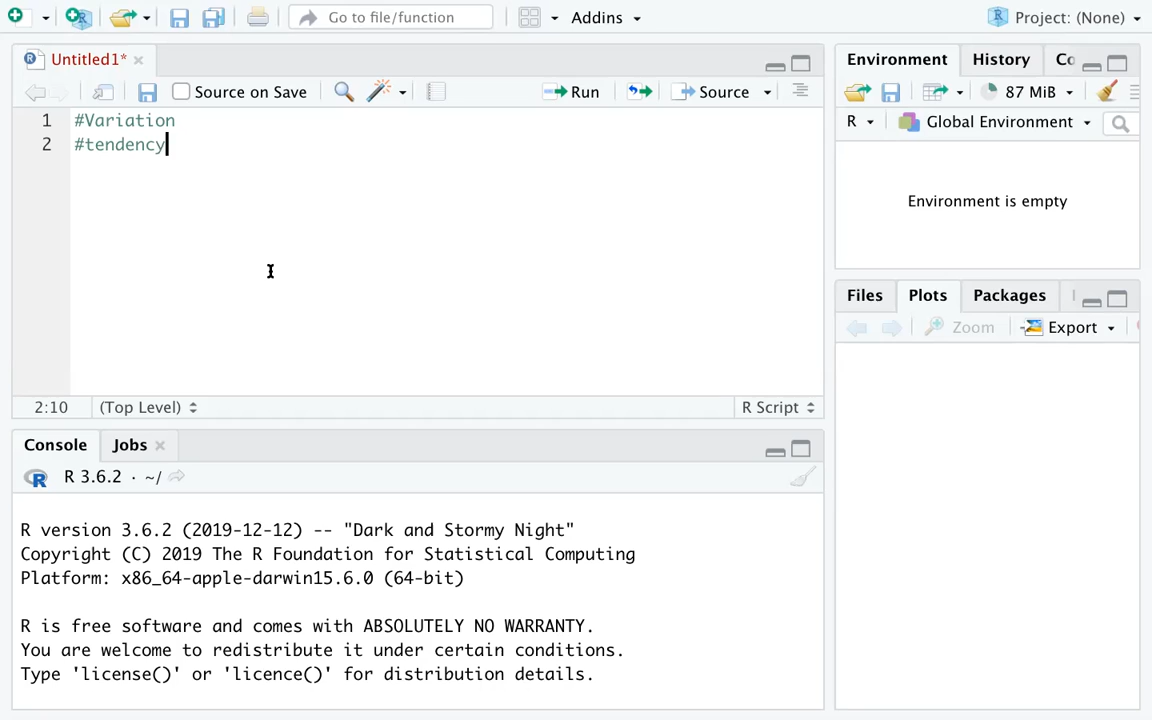 Go to file/function
Addins
Project: (None)
Untitled1*
Source on Save
Run
Source
1 #Variation
2 #tendency
2:10 (Top Level) R Script
Console Jobs
R 3.6.2 · ~/
R version 3.6.2 (2019-12-12) -- "Dark and Stormy Night"
Copyright (C) 2019 The R Foundation for Statistical Computing
Platform: x86_64-apple-darwin15.6.0 (64-bit)
R is free software and comes with ABSOLUTELY NO WARRANTY.
You are welcome to redistribute it under certain conditions.
Type 'license()' or 'licence()' for distribution details.
Environment History Co
87 MiB
R Global Environment
Environment is empty
Files Plots Packages
Zoom Export